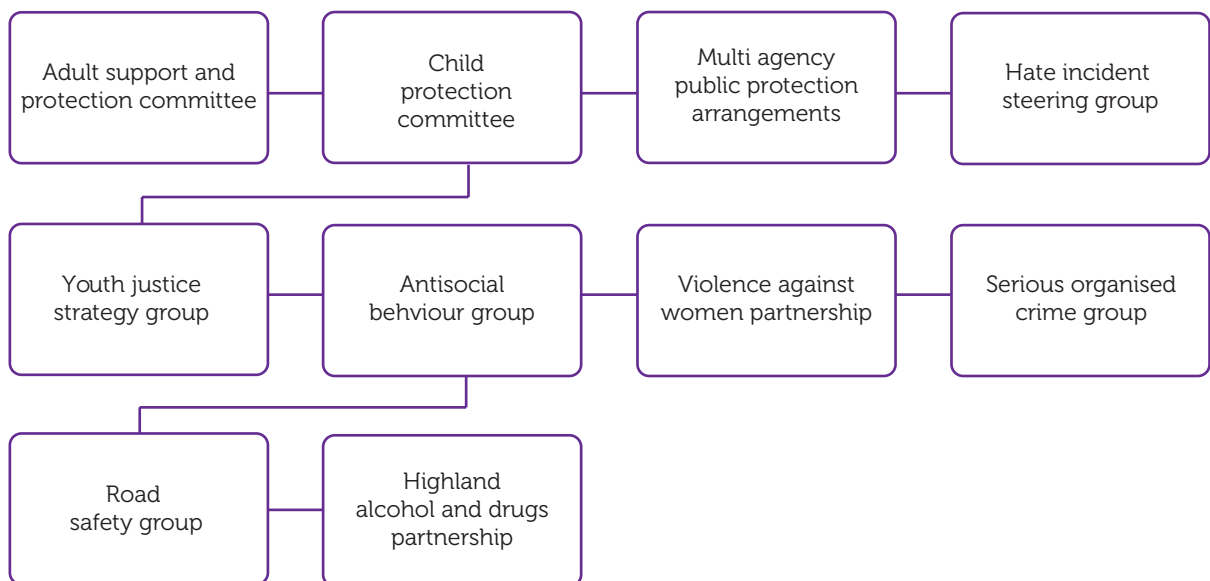 Adult support and
protection committee
Child
protection
committee
Multi agency
public protection
arrangements
Hate incident
steering group
Youth justice
strategy group
Antisocial
behviour group
Violence against
women partnership
Serious organised
crime group
Road
safety group
Highland
alcohol and drugs
partnership